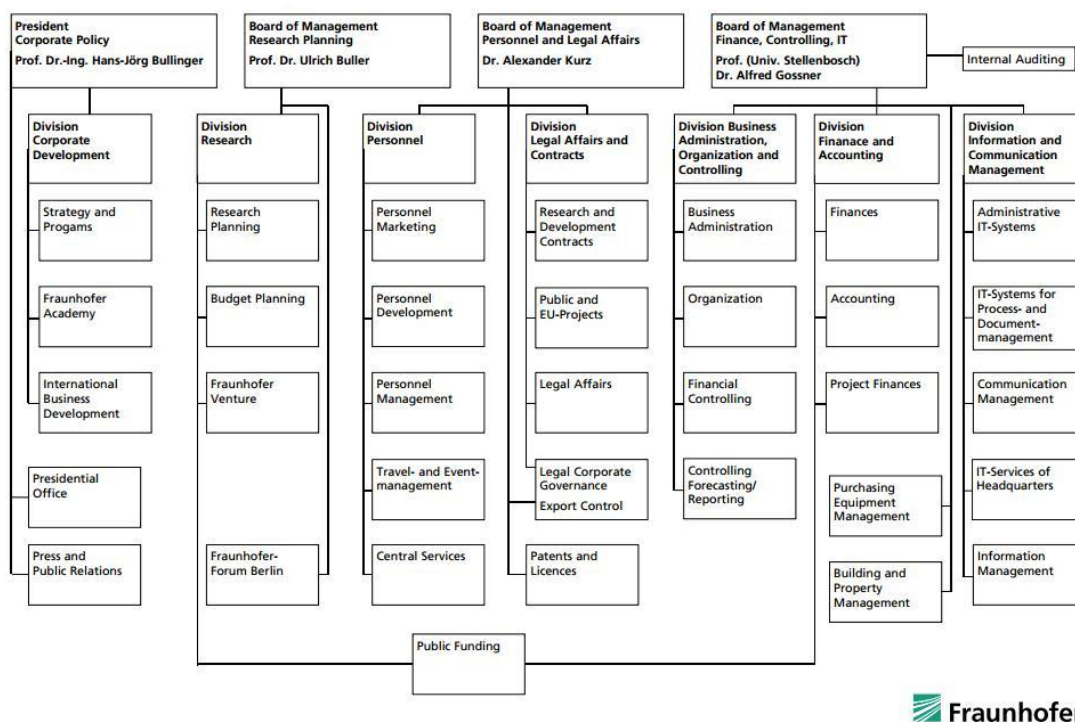 President
Corporate Policy
Prof. Dr.-Ing. Hans-Jörg Bullinger
Board of Management
Research Planning
Prof. Dr. Ulrich Buller
Board of Management
Personnel and Legal Affairs
Dr. Alexander Kurz
Board of Management
Finance, Controlling, IT
Prof. (Univ. Stellenbosch)
Dr. Alfred Gossner
Internal Auditing
Division
Corporate
Development
Division
Research
Division
Personnel
Division
Legal Affairs and
Contracts
Division Business
Administration,
Organization and
Controlling
Division
Finanace and
Accounting
Division
Information and
Communication
Management
Strategy and
Progams
Research
Planning
Personnel
Marketing
Research and
Development
Contracts
Business
Administration
Finances
Administrative
IT-Systems
Fraunhofer
Academy
Budget Planning
Personnel
Development
Public and
EU-Projects
Organization
Accounting
IT-Systems for
Process- and
Document-
management
International
Business
Development
Fraunhofer
Venture
Personnel
Management
Legal Affairs
Financial
Controlling
Project Finances
Communication
Management
Presidential
Office
Travel- and Event-
management
Legal Corporate
Governance
Export Control
Controlling
Forecasting/
Reporting
Purchasing
Equipment
Management
IT-Services of
Headquarters
Press and
Public Relations
Fraunhofer-
Forum Berlin
Central Services
Patents and
Licences
Building and
Property
Management
Information
Management
Public Funding
Fraunhofer